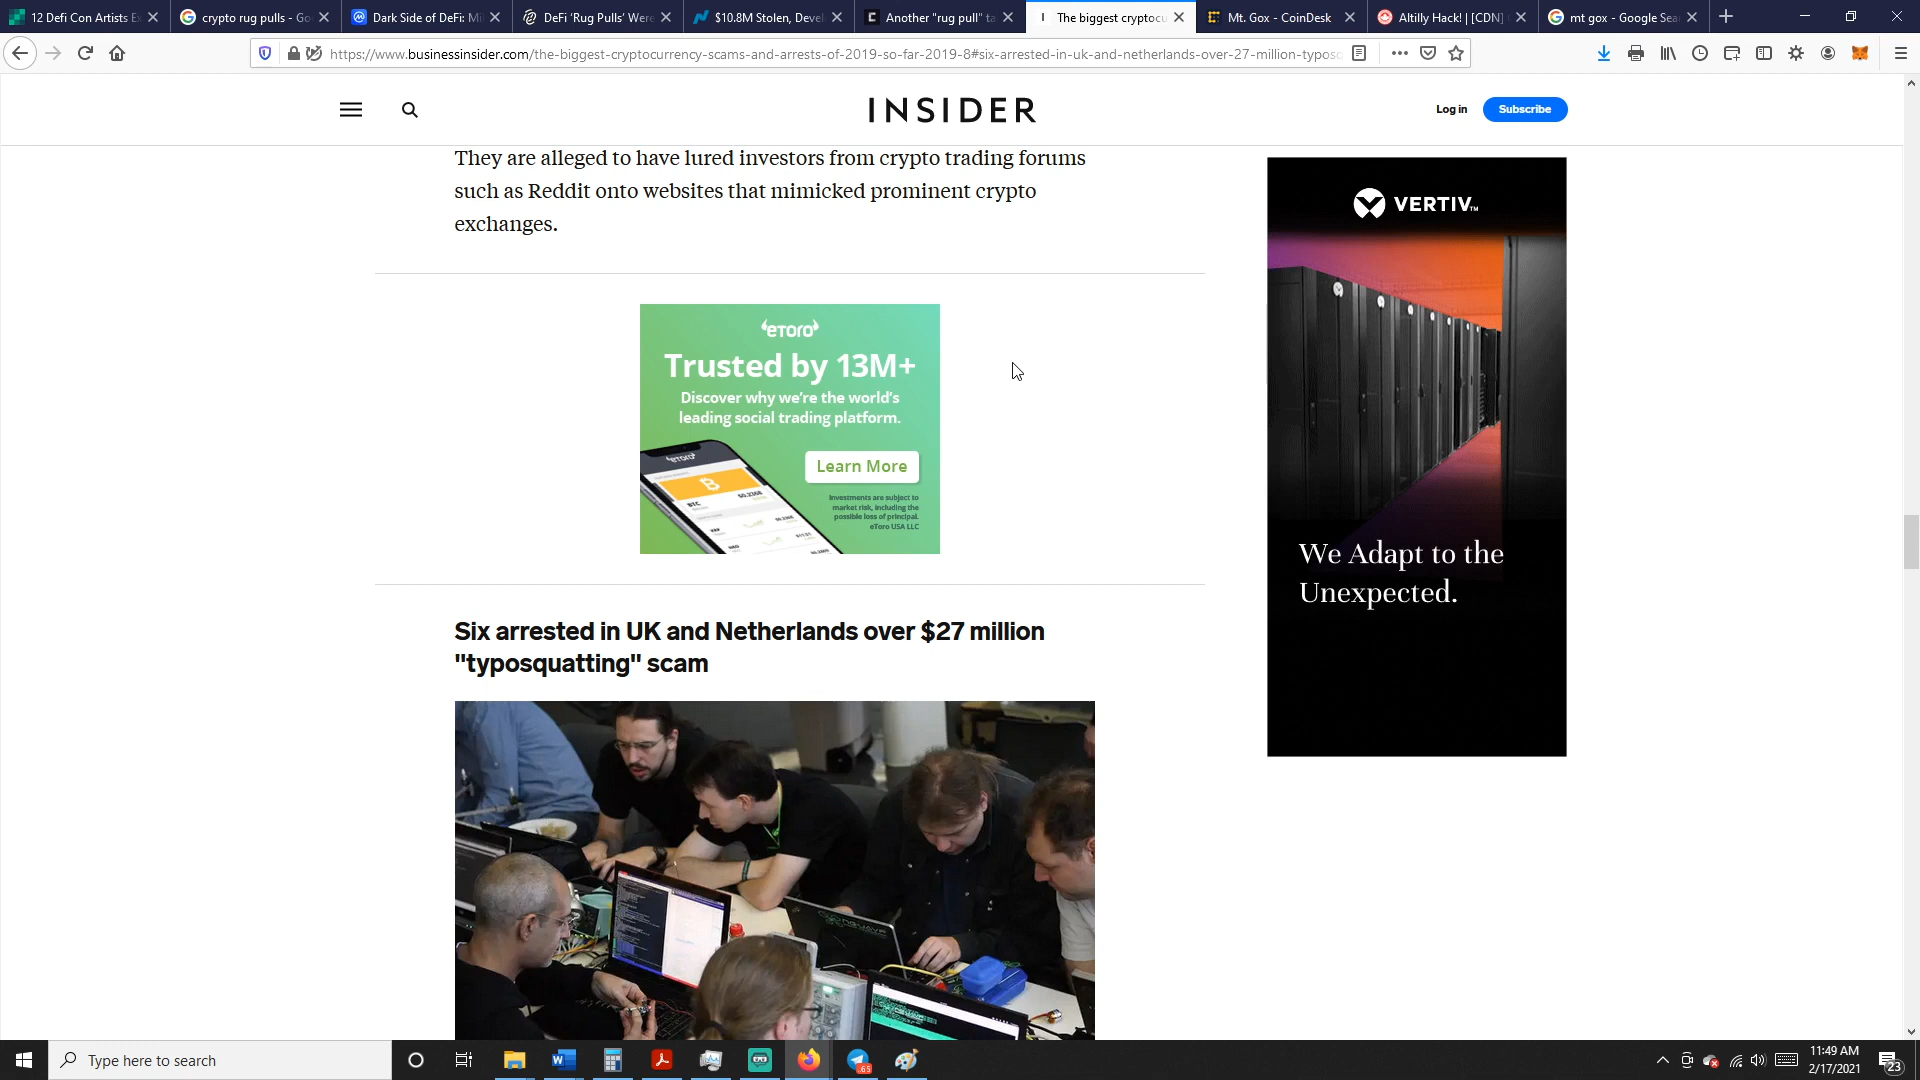 12 Defi Con Artists Ex
crypto rug pulls - Go
Dark Side of DeFi: Mi
DeFi ‘Rug Pulls’ Were
$10.8M Stolen, Devel
Another "rug pull" ta
The biggest cryptocu
Mt. Gox - CoinDesk
Altilly Hack! | [CDN]
mt gox - Google Sea
https://www.businessinsider.com/the-biggest-cryptocurrency-scams-and-arrests-of-2019-so-far-2019-8#six-arrested-in-uk-and-netherlands-over-27-million-typosq
INSIDER
Log in
Subscribe
They are alleged to have lured investors from crypto trading forums
such as Reddit onto websites that mimicked prominent crypto
exchanges.
eToro
Trusted by 13M+
Discover why we’re the world’s
leading social trading platform.
Learn More
Investments are subject to
market risk, including the
possible loss of principal.
eToro USA LLC
eToro
BTC
VERTIV™
We Adapt to the
Unexpected.
Six arrested in UK and Netherlands over $27 million
"typosquatting" scam
Type here to search
.65
11:49 AM
2/17/2021
23